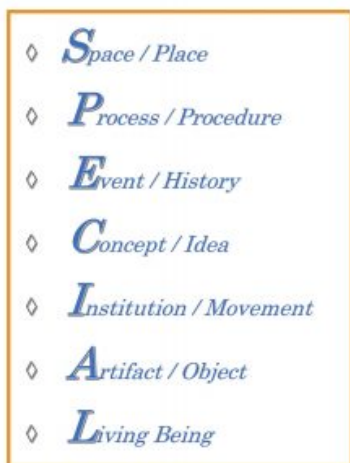 ◊ Space / Place
◊ Process / Procedure
◊ Event / History
◊ Concept / Idea
◊ Institution / Movement
◊ Artifact / Object
◊ Living Being